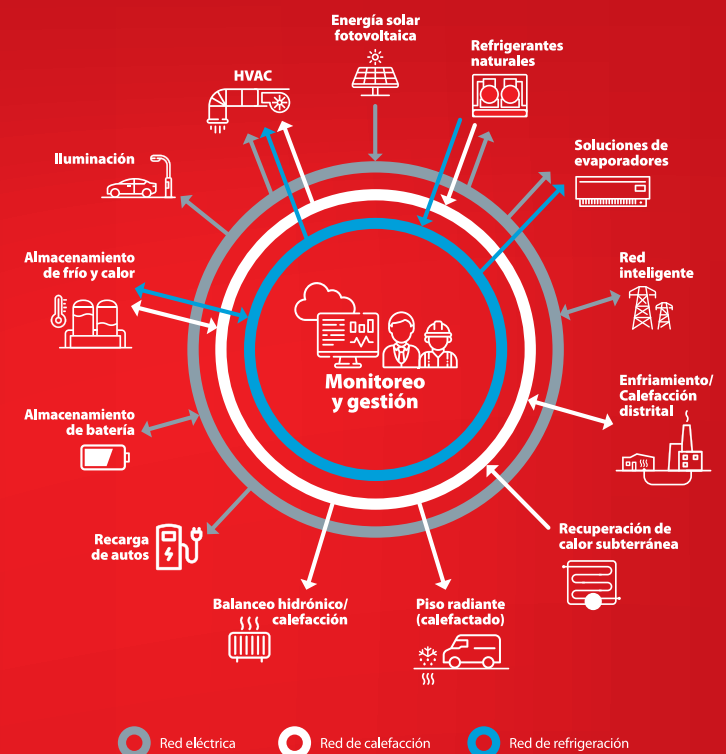 Energía solar
fotovoltaica
Refrigerantes
naturales
HVAC
Soluciones de
evaporadores
Iluminación
Almacenamiento
de frío y calor
Red
inteligente
Monitoreo
y gestión
Enfriamiento/
Calefacción
distrital
Almacenamiento
de batería
Recarga
de autos
Recuperación de
calor subterránea
Balanceo hidrónico/
calefacción
Piso radiante
(calefactado)
Red eléctrica
Red de calefacción
Red de refrigeración